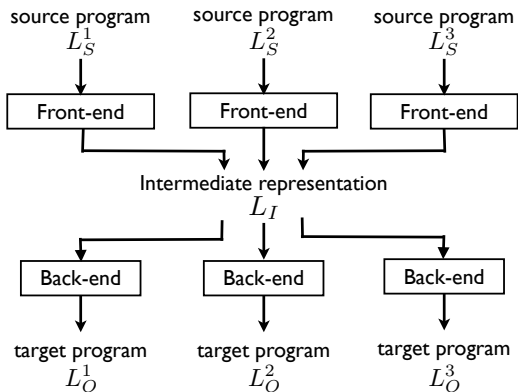 source program source program source program
L_S^1 L_S^2 L_S^3
Front-end Front-end Front-end
Intermediate representation
L_I
Back-end Back-end Back-end
target program target program target program
L_O^1 L_O^2 L_O^3